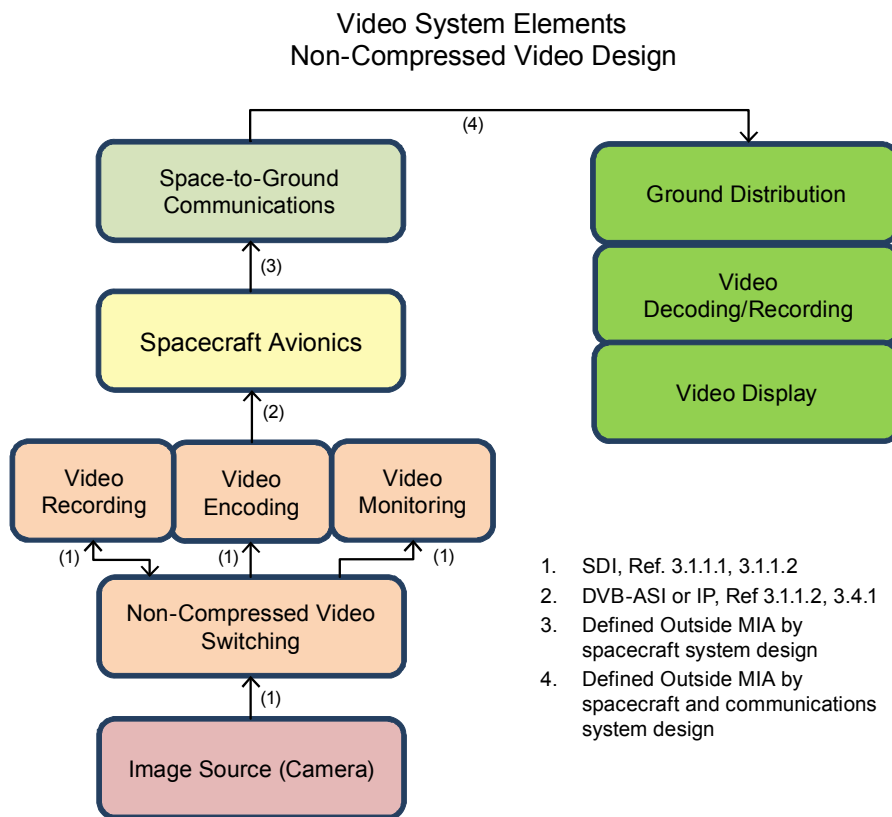 Video System Elements
Non-Compressed Video Design
(4)
Space-to-Ground
Communications
Ground Distribution
(3)
Video
Decoding/Recording
Spacecraft Avionics
Video Display
(2)
Video
Recording
Video
Encoding
Video
Monitoring
(1)
(1)
(1)
Non-Compressed Video
Switching
(1)
Image Source (Camera)
1. SDI, Ref. 3.1.1.1, 3.1.1.2
2. DVB-ASI or IP, Ref 3.1.1.2, 3.4.1
3. Defined Outside MIA by
spacecraft system design
4. Defined Outside MIA by
spacecraft and communications
system design